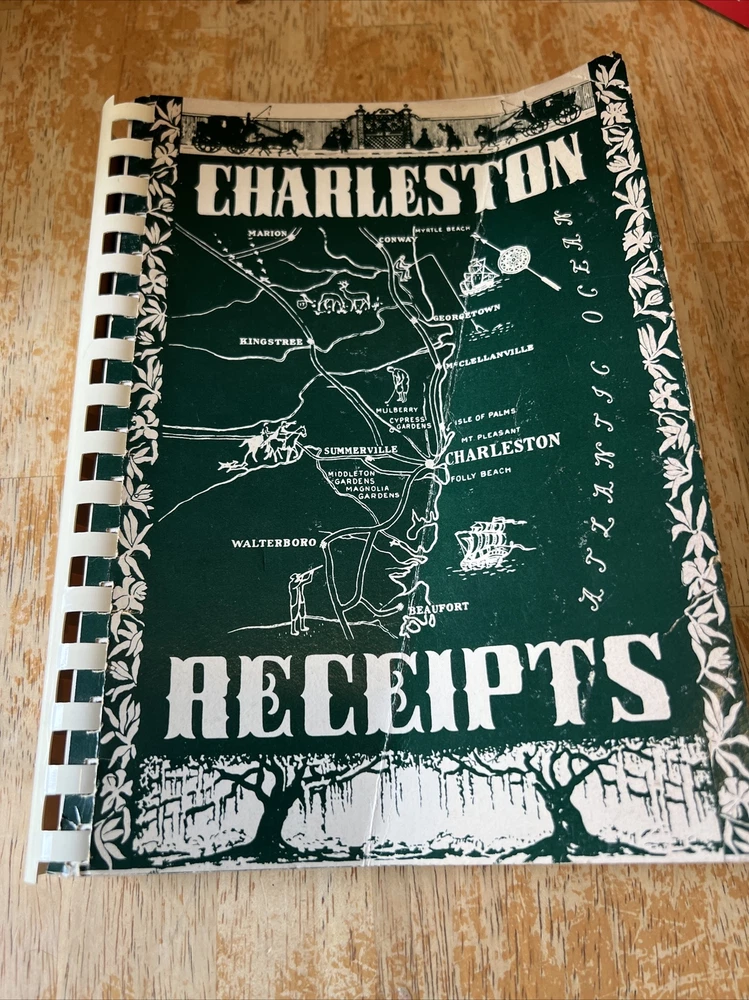 CHARLESTON
MARION
CONWAY
MYRTLE BEACH
GEORGETOWN
KINGSTREE
McCLELLANVILLE
MULBERRY
CYPRESS
GARDENS
ISLE OF PALMS
MT PLEASANT
SUMMERVILLE
CHARLESTON
MIDDLETON
GARDENS
MAGNOLIA
GARDENS
FOLLY BEACH
WALTERBORO
BEAUFORT
ATLANTIC OCEAN
RECEIPTS